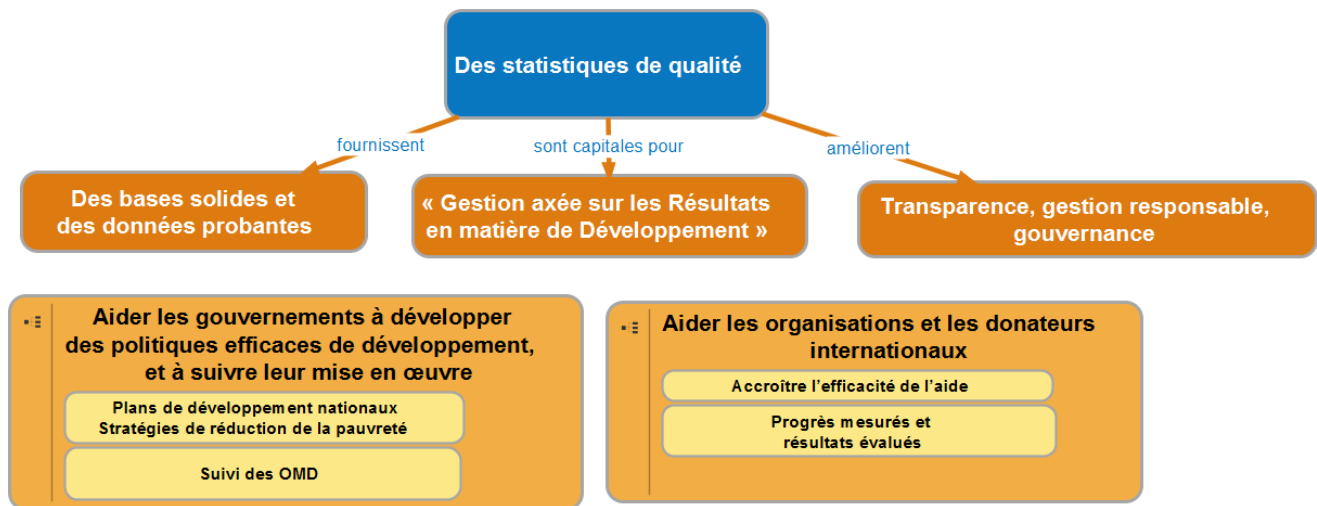 Des statistiques de qualité
fournissent
sont capitales pour
améliorent
Des bases solides et
des données probantes
« Gestion axée sur les Résultats
en matière de Développement »
Transparence, gestion responsable,
gouvernance
Aider les gouvernements à développer
des politiques efficaces de développement,
et à suivre leur mise en œuvre
Plans de développement nationaux
Stratégies de réduction de la pauvreté
Suivi des OMD
Aider les organisations et les donateurs
internationaux
Accroître l’efficacité de l’aide
Progrès mesurés et
résultats évalués